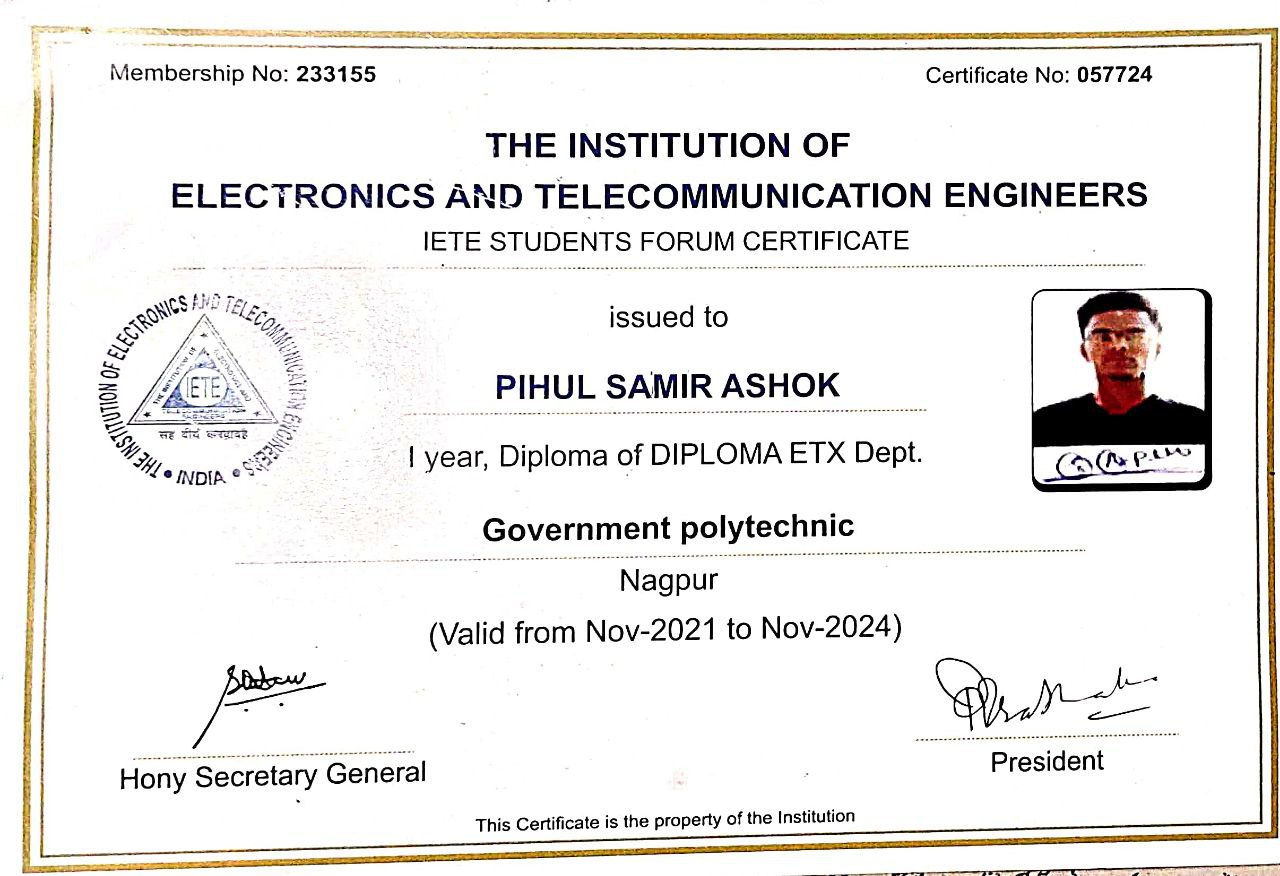 Membership No: 233155
Certificate No: 057724
THE INSTITUTION OF
ELECTRONICS AND TELECOMMUNICATION ENGINEERS
IETE STUDENTS FORUM CERTIFICATE
THE INSTITUTION OF ELECTRONICS AND TELECOMMUNICATION ENGINEERS
IETE
INDIA
issued to
PIHUL SAMIR ASHOK
I year, Diploma of DIPLOMA ETX Dept.
Government polytechnic
Nagpur
(Valid from Nov-2021 to Nov-2024)
Hony Secretary General
President
This Certificate is the property of the Institution